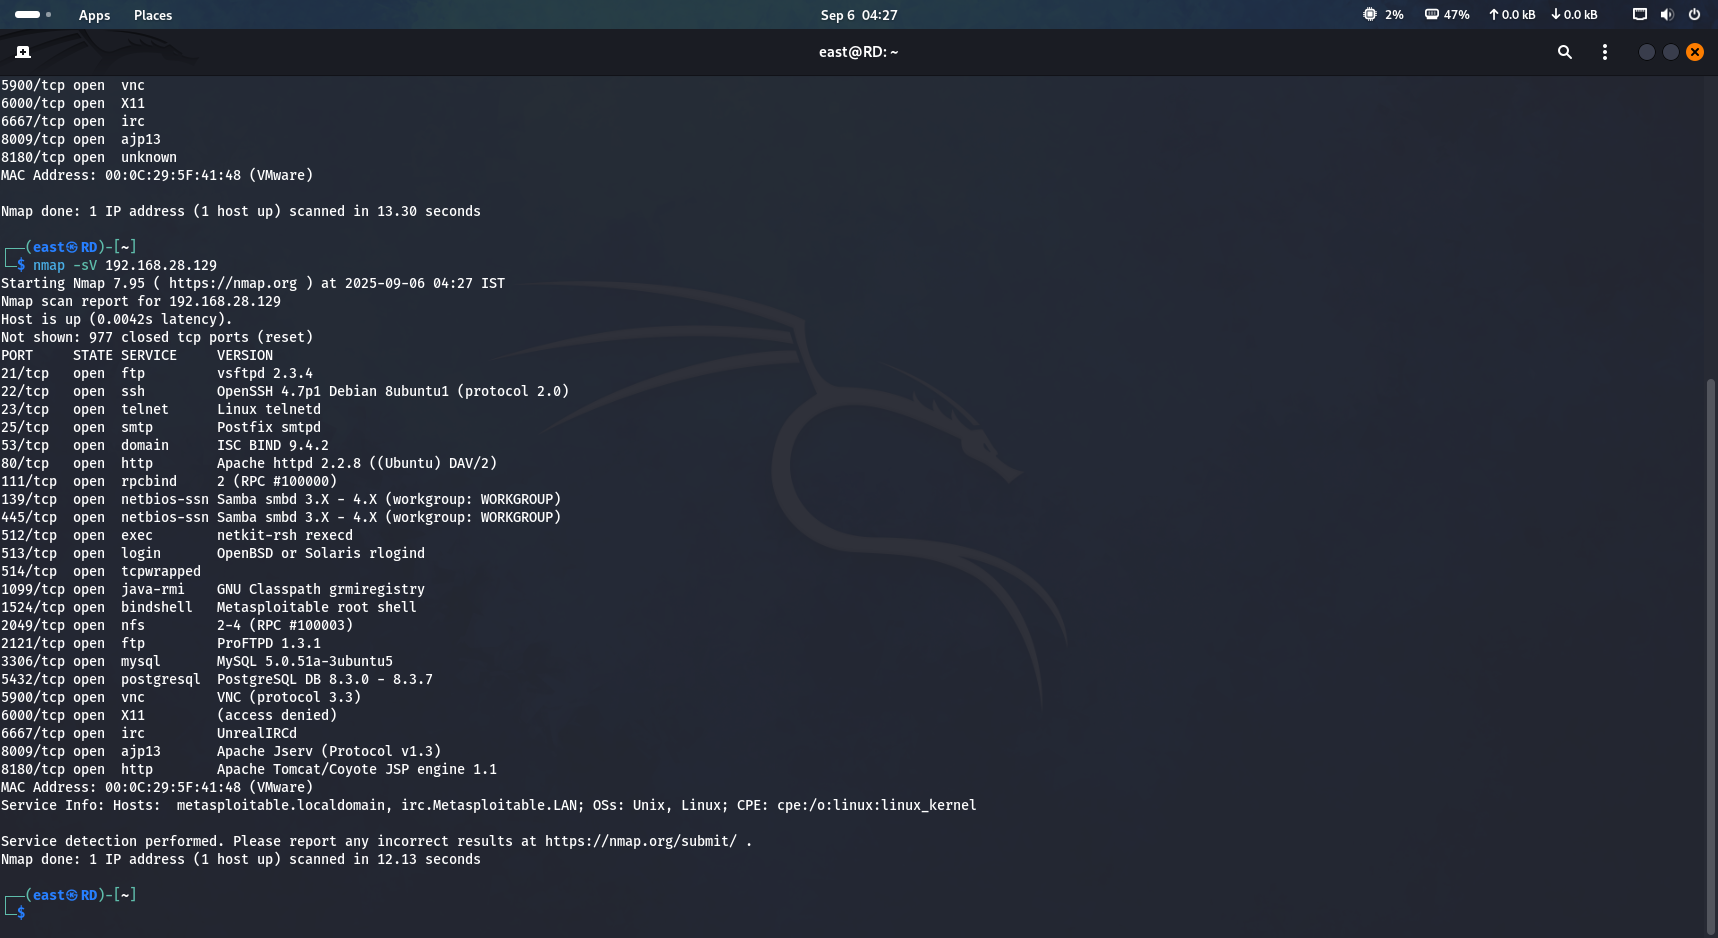 Apps Places Sep 6 04:27 2% 47% 0.0 kB 0.0 kB
east@RD: ~
5900/tcp open  vnc
6000/tcp open  X11
6667/tcp open  irc
8009/tcp open  ajp13
8180/tcp open  unknown
MAC Address: 00:0C:29:5F:41:48 (VMware)
Nmap done: 1 IP address (1 host up) scanned in 13.30 seconds
┌──(east㉿RD)-[~]
└─$ nmap -sV 192.168.28.129
Starting Nmap 7.95 ( https://nmap.org ) at 2025-09-06 04:27 IST
Nmap scan report for 192.168.28.129
Host is up (0.0042s latency).
Not shown: 977 closed tcp ports (reset)
PORT     STATE SERVICE     VERSION
21/tcp   open  ftp         vsftpd 2.3.4
22/tcp   open  ssh         OpenSSH 4.7p1 Debian 8ubuntu1 (protocol 2.0)
23/tcp   open  telnet      Linux telnetd
25/tcp   open  smtp        Postfix smtpd
53/tcp   open  domain      ISC BIND 9.4.2
80/tcp   open  http        Apache httpd 2.2.8 ((Ubuntu) DAV/2)
111/tcp  open  rpcbind     2 (RPC #100000)
139/tcp  open  netbios-ssn Samba smbd 3.X - 4.X (workgroup: WORKGROUP)
445/tcp  open  netbios-ssn Samba smbd 3.X - 4.X (workgroup: WORKGROUP)
512/tcp  open  exec        netkit-rsh rexecd
513/tcp  open  login       OpenBSD or Solaris rlogind
514/tcp  open  tcpwrapped
1099/tcp open  java-rmi    GNU Classpath grmiregistry
1524/tcp open  bindshell   Metasploitable root shell
2049/tcp open  nfs         2-4 (RPC #100003)
2121/tcp open  ftp         ProFTPD 1.3.1
3306/tcp open  mysql       MySQL 5.0.51a-3ubuntu5
5432/tcp open  postgresql  PostgreSQL DB 8.3.0 - 8.3.7
5900/tcp open  vnc         VNC (protocol 3.3)
6000/tcp open  X11         (access denied)
6667/tcp open  irc         UnrealIRCd
8009/tcp open  ajp13       Apache Jserv (Protocol v1.3)
8180/tcp open  http        Apache Tomcat/Coyote JSP engine 1.1
MAC Address: 00:0C:29:5F:41:48 (VMware)
Service Info: Hosts:  metasploitable.localdomain, irc.Metasploitable.LAN; OSs: Unix, Linux; CPE: cpe:/o:linux:linux_kernel
Service detection performed. Please report any incorrect results at https://nmap.org/submit/ .
Nmap done: 1 IP address (1 host up) scanned in 12.13 seconds
┌──(east㉿RD)-[~]
└─$